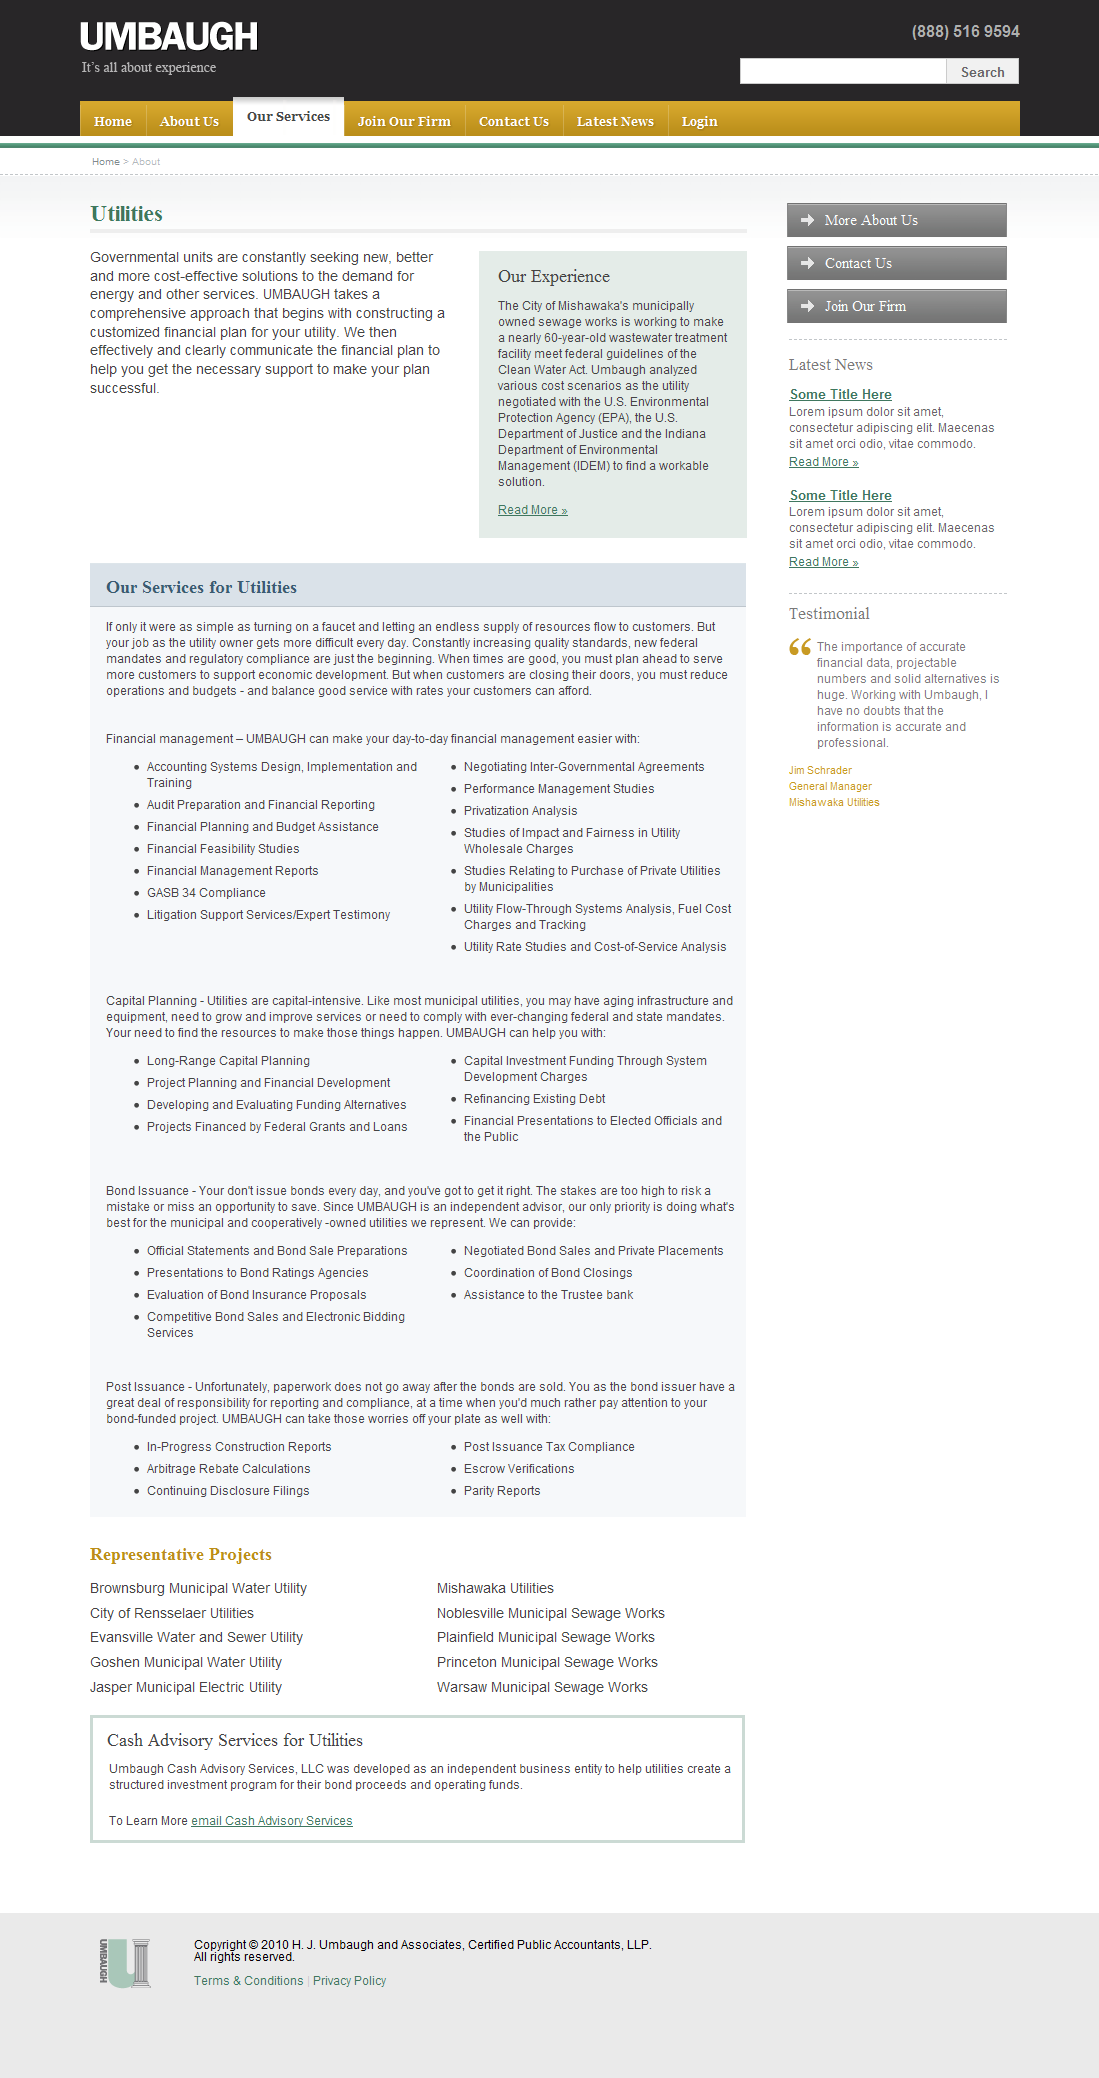 UMBAUGH
It's all about experience
(888) 516 9594
Search
Home
About Us
Our Services
Join Our Firm
Contact Us
Latest News
Login
Home > About
Utilities
Governmental units are constantly seeking new, better
and more cost-effective solutions to the demand for
energy and other services. UMBAUGH takes a
comprehensive approach that begins with constructing a
customized financial plan for your utility. We then
effectively and clearly communicate the financial plan to
help you get the necessary support to make your plan
successful.
Our Experience
The City of Mishawaka's municipally
owned sewage works is working to make
a nearly 60-year-old wastewater treatment
facility meet federal guidelines of the
Clean Water Act. Umbaugh analyzed
various cost scenarios as the utility
negotiated with the U.S. Environmental
Protection Agency (EPA), the U.S.
Department of Justice and the Indiana
Department of Environmental
Management (IDEM) to find a workable
solution.
Read More »
Our Services for Utilities
If only it were as simple as turning on a faucet and letting an endless supply of resources flow to customers. But
your job as the utility owner gets more difficult every day. Constantly increasing quality standards, new federal
mandates and regulatory compliance are just the beginning. When times are good, you must plan ahead to serve
more customers to support economic development. But when customers are closing their doors, you must reduce
operations and budgets - and balance good service with rates your customers can afford.
Financial management – UMBAUGH can make your day-to-day financial management easier with:
• Accounting Systems Design, Implementation and
Training
• Audit Preparation and Financial Reporting
• Financial Planning and Budget Assistance
• Financial Feasibility Studies
• Financial Management Reports
• GASB 34 Compliance
• Litigation Support Services/Expert Testimony
• Negotiating Inter-Governmental Agreements
• Performance Management Studies
• Privatization Analysis
• Studies of Impact and Fairness in Utility
Wholesale Charges
• Studies Relating to Purchase of Private Utilities
by Municipalities
• Utility Flow-Through Systems Analysis, Fuel Cost
Charges and Tracking
• Utility Rate Studies and Cost-of-Service Analysis
Capital Planning - Utilities are capital-intensive. Like most municipal utilities, you may have aging infrastructure and
equipment, need to grow and improve services or need to comply with ever-changing federal and state mandates.
Your need to find the resources to make those things happen. UMBAUGH can help you with:
• Long-Range Capital Planning
• Project Planning and Financial Development
• Developing and Evaluating Funding Alternatives
• Projects Financed by Federal Grants and Loans
• Capital Investment Funding Through System
Development Charges
• Refinancing Existing Debt
• Financial Presentations to Elected Officials and
the Public
Bond Issuance - Your don't issue bonds every day, and you've got to get it right. The stakes are too high to risk a
mistake or miss an opportunity to save. Since UMBAUGH is an independent advisor, our only priority is doing what's
best for the municipal and cooperatively -owned utilities we represent. We can provide:
• Official Statements and Bond Sale Preparations
• Presentations to Bond Ratings Agencies
• Evaluation of Bond Insurance Proposals
• Competitive Bond Sales and Electronic Bidding
Services
• Negotiated Bond Sales and Private Placements
• Coordination of Bond Closings
• Assistance to the Trustee bank
Post Issuance - Unfortunately, paperwork does not go away after the bonds are sold. You as the bond issuer have a
great deal of responsibility for reporting and compliance, at a time when you'd much rather pay attention to your
bond-funded project. UMBAUGH can take those worries off your plate as well with:
• In-Progress Construction Reports
• Arbitrage Rebate Calculations
• Continuing Disclosure Filings
• Post Issuance Tax Compliance
• Escrow Verifications
• Parity Reports
Representative Projects
Brownsburg Municipal Water Utility
City of Rensselaer Utilities
Evansville Water and Sewer Utility
Goshen Municipal Water Utility
Jasper Municipal Electric Utility
Mishawaka Utilities
Noblesville Municipal Sewage Works
Plainfield Municipal Sewage Works
Princeton Municipal Sewage Works
Warsaw Municipal Sewage Works
Cash Advisory Services for Utilities
Umbaugh Cash Advisory Services, LLC was developed as an independent business entity to help utilities create a
structured investment program for their bond proceeds and operating funds.
To Learn More email Cash Advisory Services
More About Us
Contact Us
Join Our Firm
Latest News
Some Title Here
Lorem ipsum dolor sit amet,
consectetur adipiscing elit. Maecenas
sit amet orci odio, vitae commodo.
Read More »
Some Title Here
Lorem ipsum dolor sit amet,
consectetur adipiscing elit. Maecenas
sit amet orci odio, vitae commodo.
Read More »
Testimonial
“ The importance of accurate
financial data, projectable
numbers and solid alternatives is
huge. Working with Umbaugh, I
have no doubts that the
information is accurate and
professional.
Jim Schrader
General Manager
Mishawaka Utilities
UMBAUGH
U
Copyright © 2010 H. J. Umbaugh and Associates, Certified Public Accountants, LLP.
All rights reserved.
Terms & Conditions | Privacy Policy